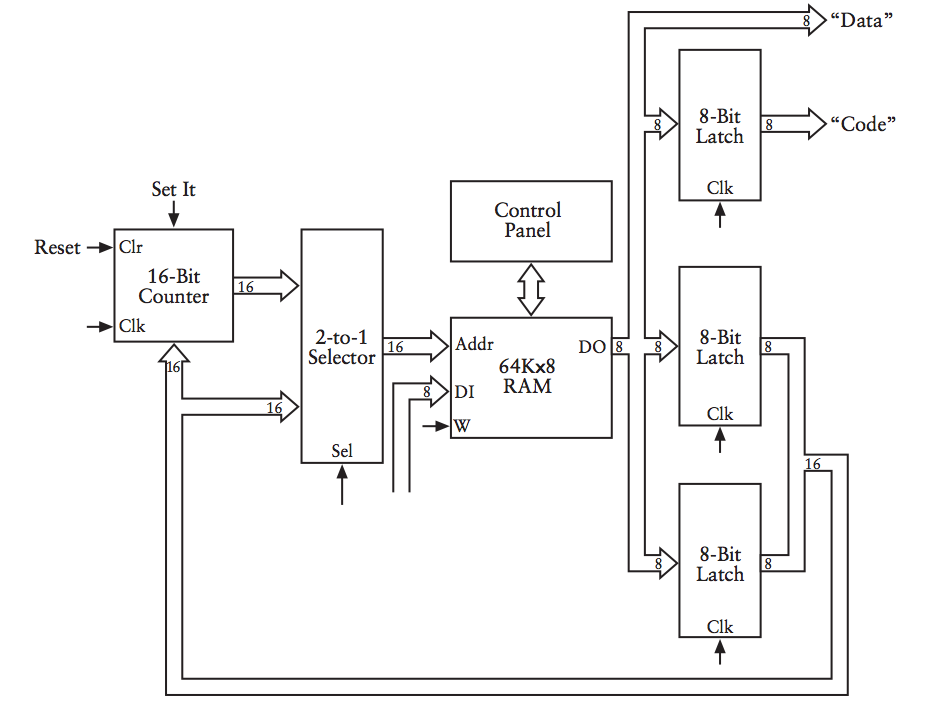 8
“Data”
8-Bit
Latch
8
8
“Code”
Clk
Set It
Reset
Clr
16-Bit
Counter
16
Clk
16
Control
Panel
2-to-1
Selector
16
16
Sel
Addr
DO
8
64Kx8
RAM
8
DI
W
8
8-Bit
Latch
8
Clk
16
8
8-Bit
Latch
8
Clk